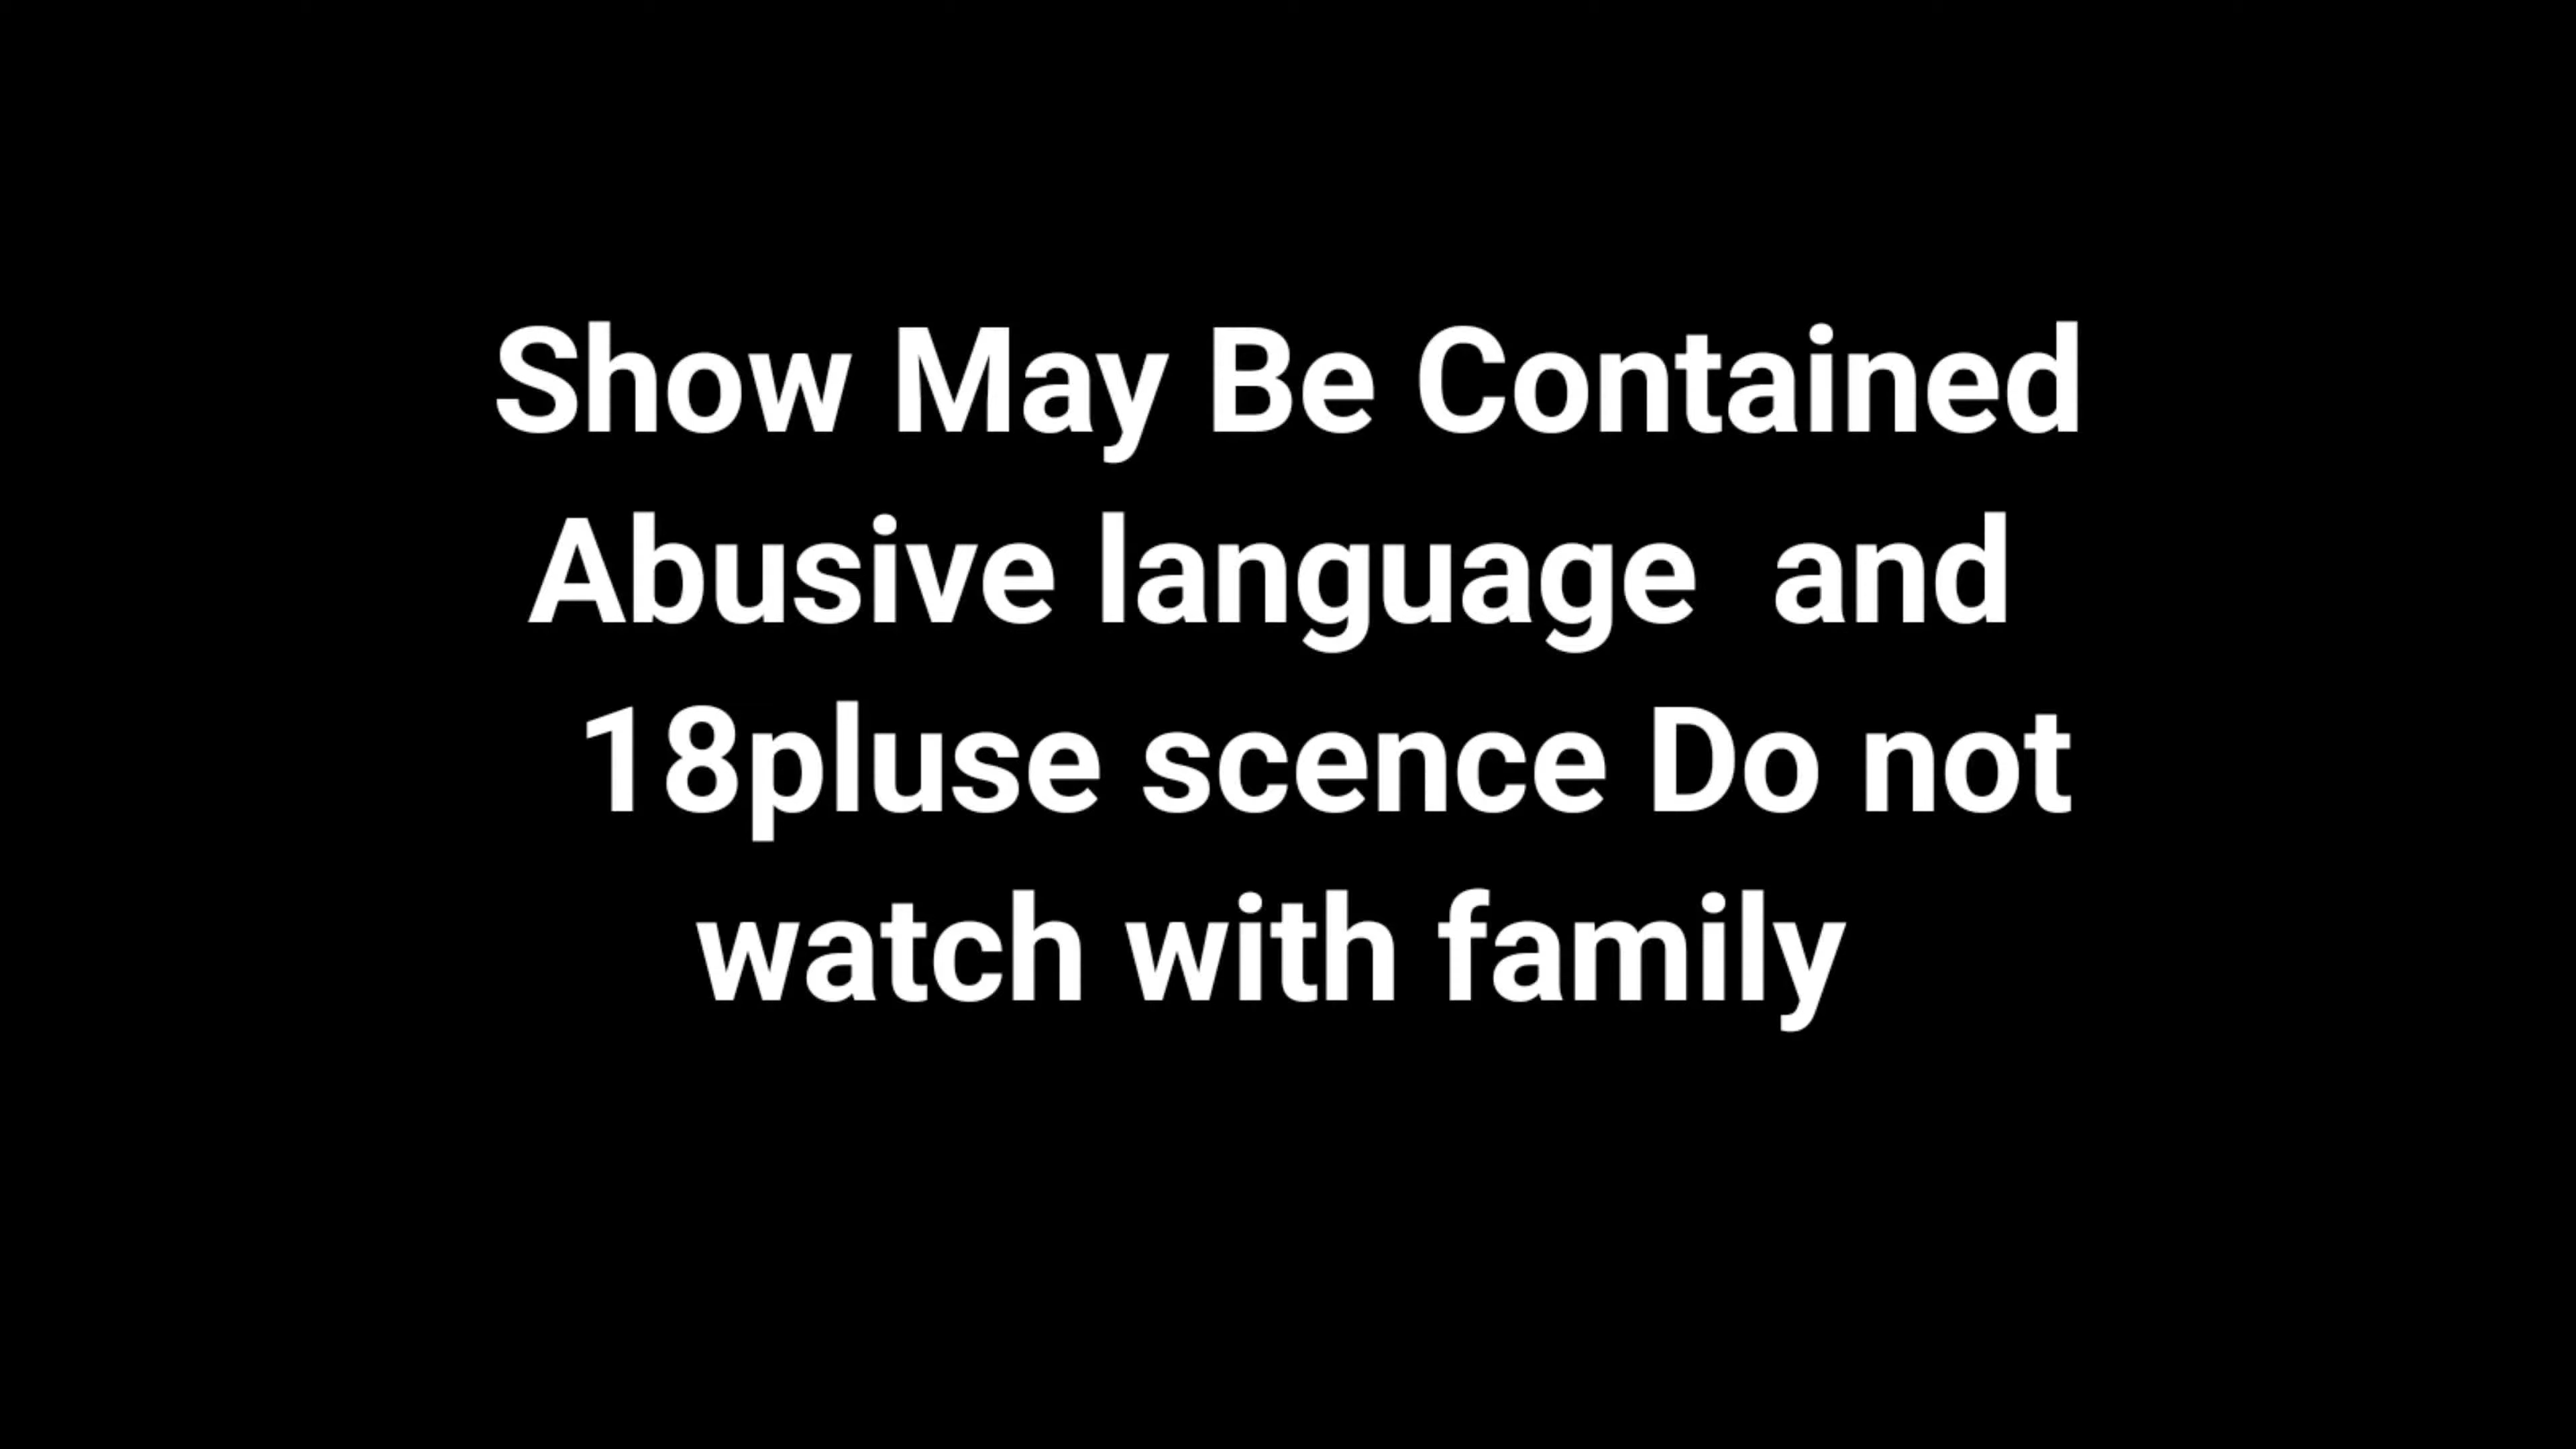 Show May Be Contained
Abusive language  and
18pluse scence Do not
watch with family